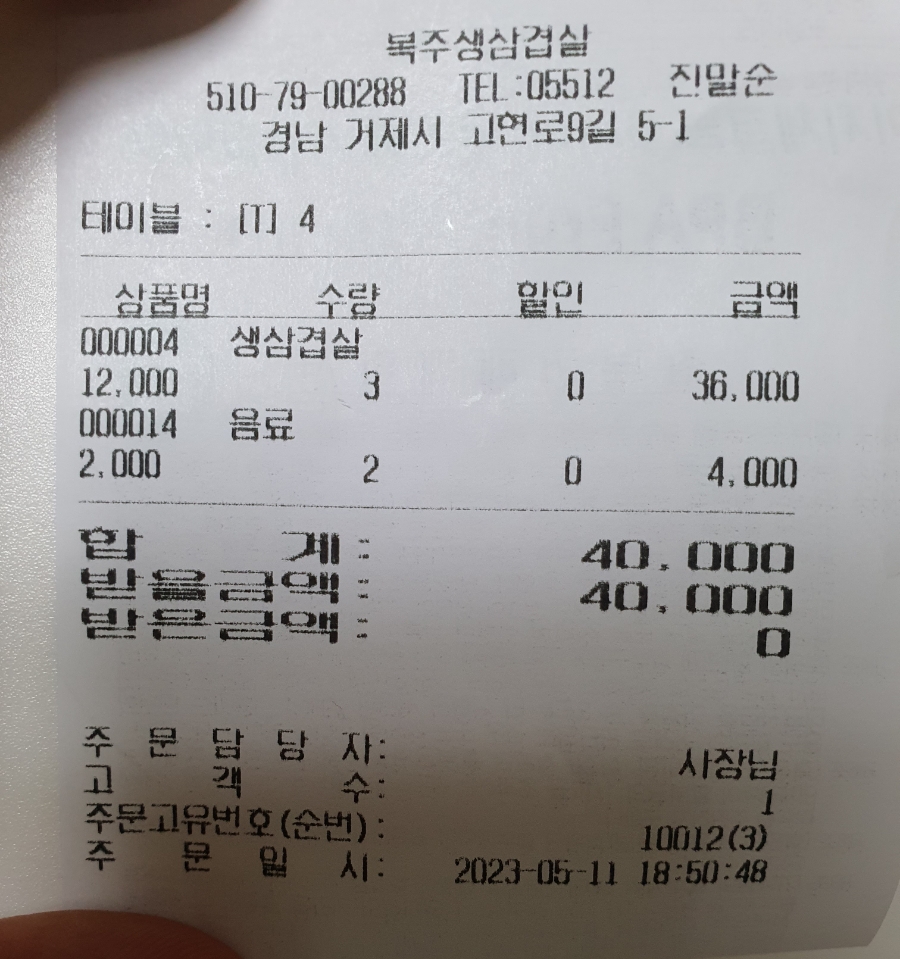 복주생삼겹살
510-79-00288 TEL:05512 진말순
경남 거제시 고현로9길 5-1
테이블 : [T] 4
상품명 수량 할인 금액
000004 생삼겹살
12,000 3 0 36,000
000014 음료
2,000 2 0 4,000
합 계 : 40,000
받을금액 : 40,000
받은금액 : 0
주 문 담 당 자: 사장님
고 객 수: 1
주문고유번호(순번): 10012(3)
주 문 일 시: 2023-05-11 18:50:48